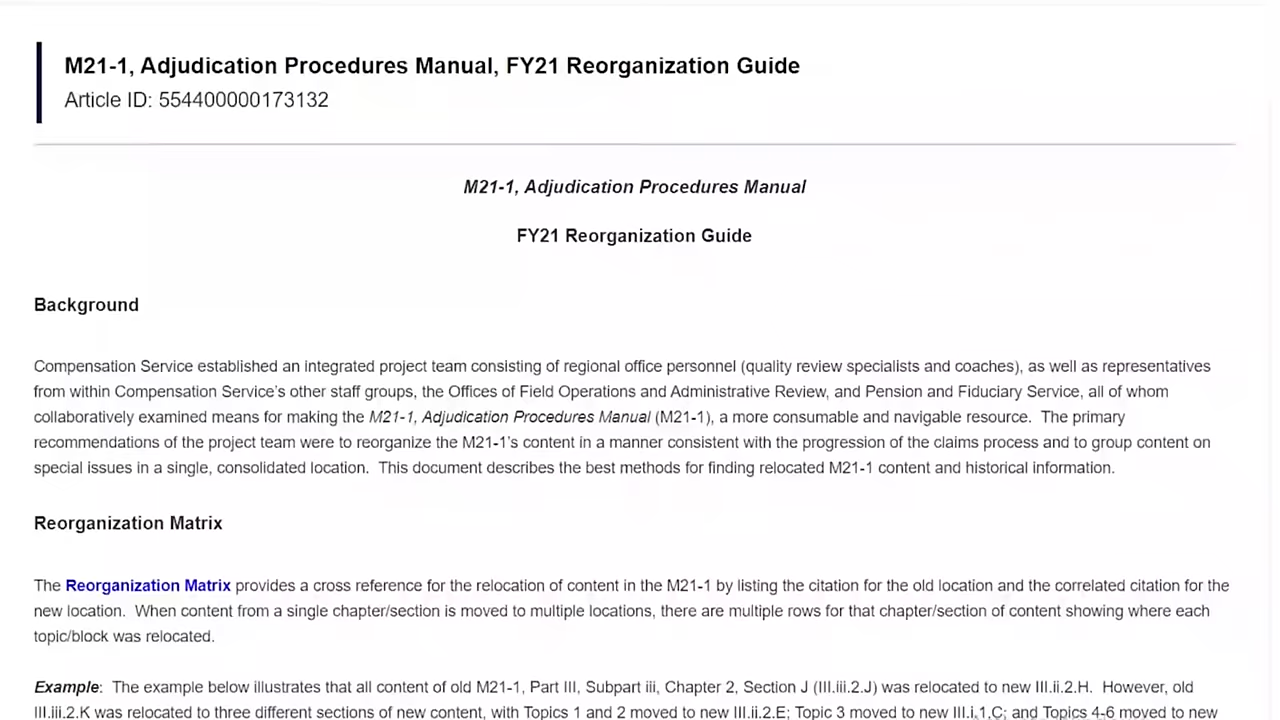 M21-1, Adjudication Procedures Manual, FY21 Reorganization Guide
Article ID: 554400000173132
M21-1, Adjudication Procedures Manual
FY21 Reorganization Guide
Background
Compensation Service established an integrated project team consisting of regional office personnel (quality review specialists and coaches), as well as representatives
from within Compensation Service's other staff groups, the Offices of Field Operations and Administrative Review, and Pension and Fiduciary Service, all of whom
collaboratively examined means for making the M21-1, Adjudication Procedures Manual (M21-1), a more consumable and navigable resource. The primary
recommendations of the project team were to reorganize the M21-1's content in a manner consistent with the progression of the claims process and to group content on
special issues in a single, consolidated location. This document describes the best methods for finding relocated M21-1 content and historical information.
Reorganization Matrix
The Reorganization Matrix provides a cross reference for the relocation of content in the M21-1 by listing the citation for the old location and the correlated citation for the
new location. When content from a single chapter/section is moved to multiple locations, there are multiple rows for that chapter/section of content showing where each
topic/block was relocated.
Example: The example below illustrates that all content of old M21-1, Part III, Subpart iii, Chapter 2, Section J (III.iii.2.J) was relocated to new III.ii.2.H. However, old
III.iii.2.K was relocated to three different sections of new content, with Topics 1 and 2 moved to new III.ii.2.E; Topic 3 moved to new III.i.1.C; and Topics 4-6 moved to new